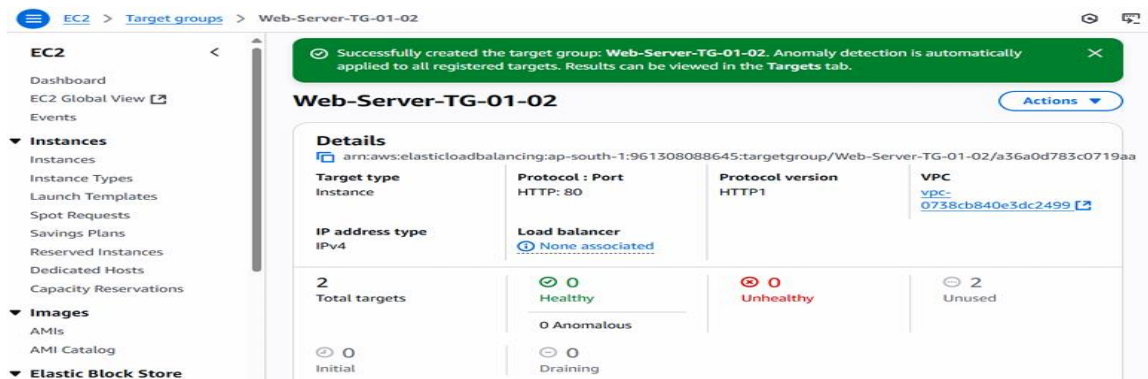 EC2 > Target groups > Web-Server-TG-01-02
EC2
Dashboard
EC2 Global View
Events
Instances
Instances
Instance Types
Launch Templates
Spot Requests
Savings Plans
Reserved Instances
Dedicated Hosts
Capacity Reservations
Images
AMIs
AMI Catalog
Elastic Block Store
Successfully created the target group: Web-Server-TG-01-02. Anomaly detection is automatically
applied to all registered targets. Results can be viewed in the Targets tab.
Web-Server-TG-01-02
Actions
Details
arn:aws:elasticloadbalancing:ap-south-1:961308088645:targetgroup/Web-Server-TG-01-02/a36a0d783c0719aa
Target type
Instance
Protocol : Port
HTTP: 80
Protocol version
HTTP1
VPC
vpc-
0738cb840e3dc2499
IP address type
IPv4
Load balancer
None associated
2
Total targets
0
Healthy
0 Anomalous
0
Unhealthy
2
Unused
0
Initial
0
Draining